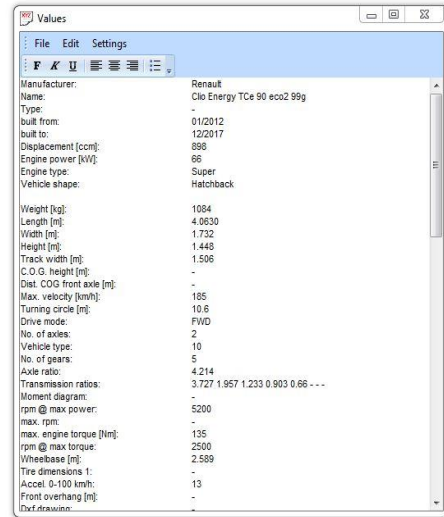 XYZ Values
File Edit Settings
F K U
Manufacturer: Renault
Name: Clio Energy TCe 90 eco2 99g
Type: -
built from: 01/2012
built to: 12/2017
Displacement [ccm]: 898
Engine power [kW]: 66
Engine type: Super
Vehicle shape: Hatchback
Weight [kg]: 1084
Length [m]: 4.0630
Width [m]: 1.732
Height [m]: 1.448
Track width [m]: 1.506
C.O.G. height [m]: -
Dist. COG front axle [m]: -
Max. velocity [km/h]: 185
Turning circle [m]: 10.6
Drive mode: FWD
No. of axles: 2
Vehicle type: 10
No. of gears: 5
Axle ratio: 4.214
Transmission ratios: 3.727 1.957 1.233 0.903 0.66 - - -
Moment diagram: -
rpm @ max power: 5200
max. rpm: -
max. engine torque [Nm]: 135
rpm @ max torque: 2500
Wheelbase [m]: 2.589
Tire dimensions 1: -
Accel. 0-100 km/h: 13
Front overhang [m]: -
Dxf drawing: -